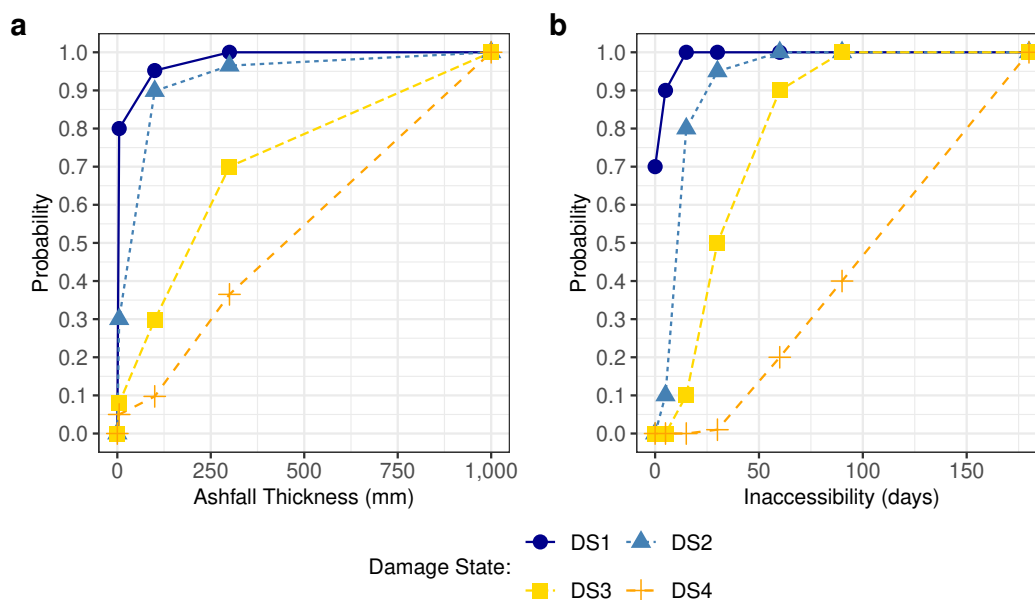 a
b
1.0
0.9
0.8
0.7
0.6
0.5
0.4
0.3
0.2
0.1
0.0
Probability
0
250
500
750
1,000
Ashfall Thickness (mm)
1.0
0.9
0.8
0.7
0.6
0.5
0.4
0.3
0.2
0.1
0.0
Probability
0
50
100
150
Inaccessibility (days)
Damage State:
DS1
DS2
DS3
DS4